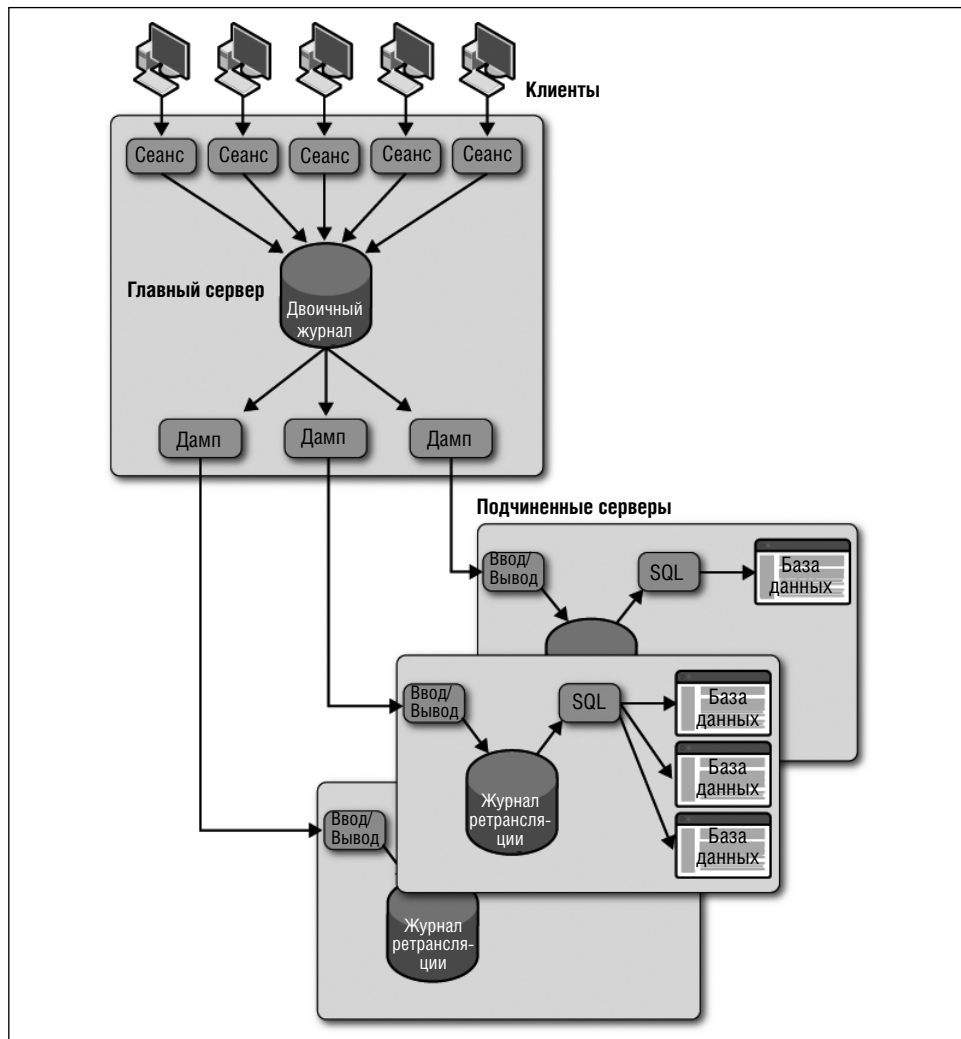 Клиенты
Сеанс Сеанс Сеанс Сеанс Сеанс
Главный сервер
Двоичный
журнал
Дамп Дамп Дамп
Подчиненные серверы
Ввод/
Вывод
SQL
База
данных
Ввод/
Вывод
SQL
База
данных
База
данных
База
данных
Журнал
ретрансля-
ции
Ввод/
Вывод
Журнал
ретрансля-
ции